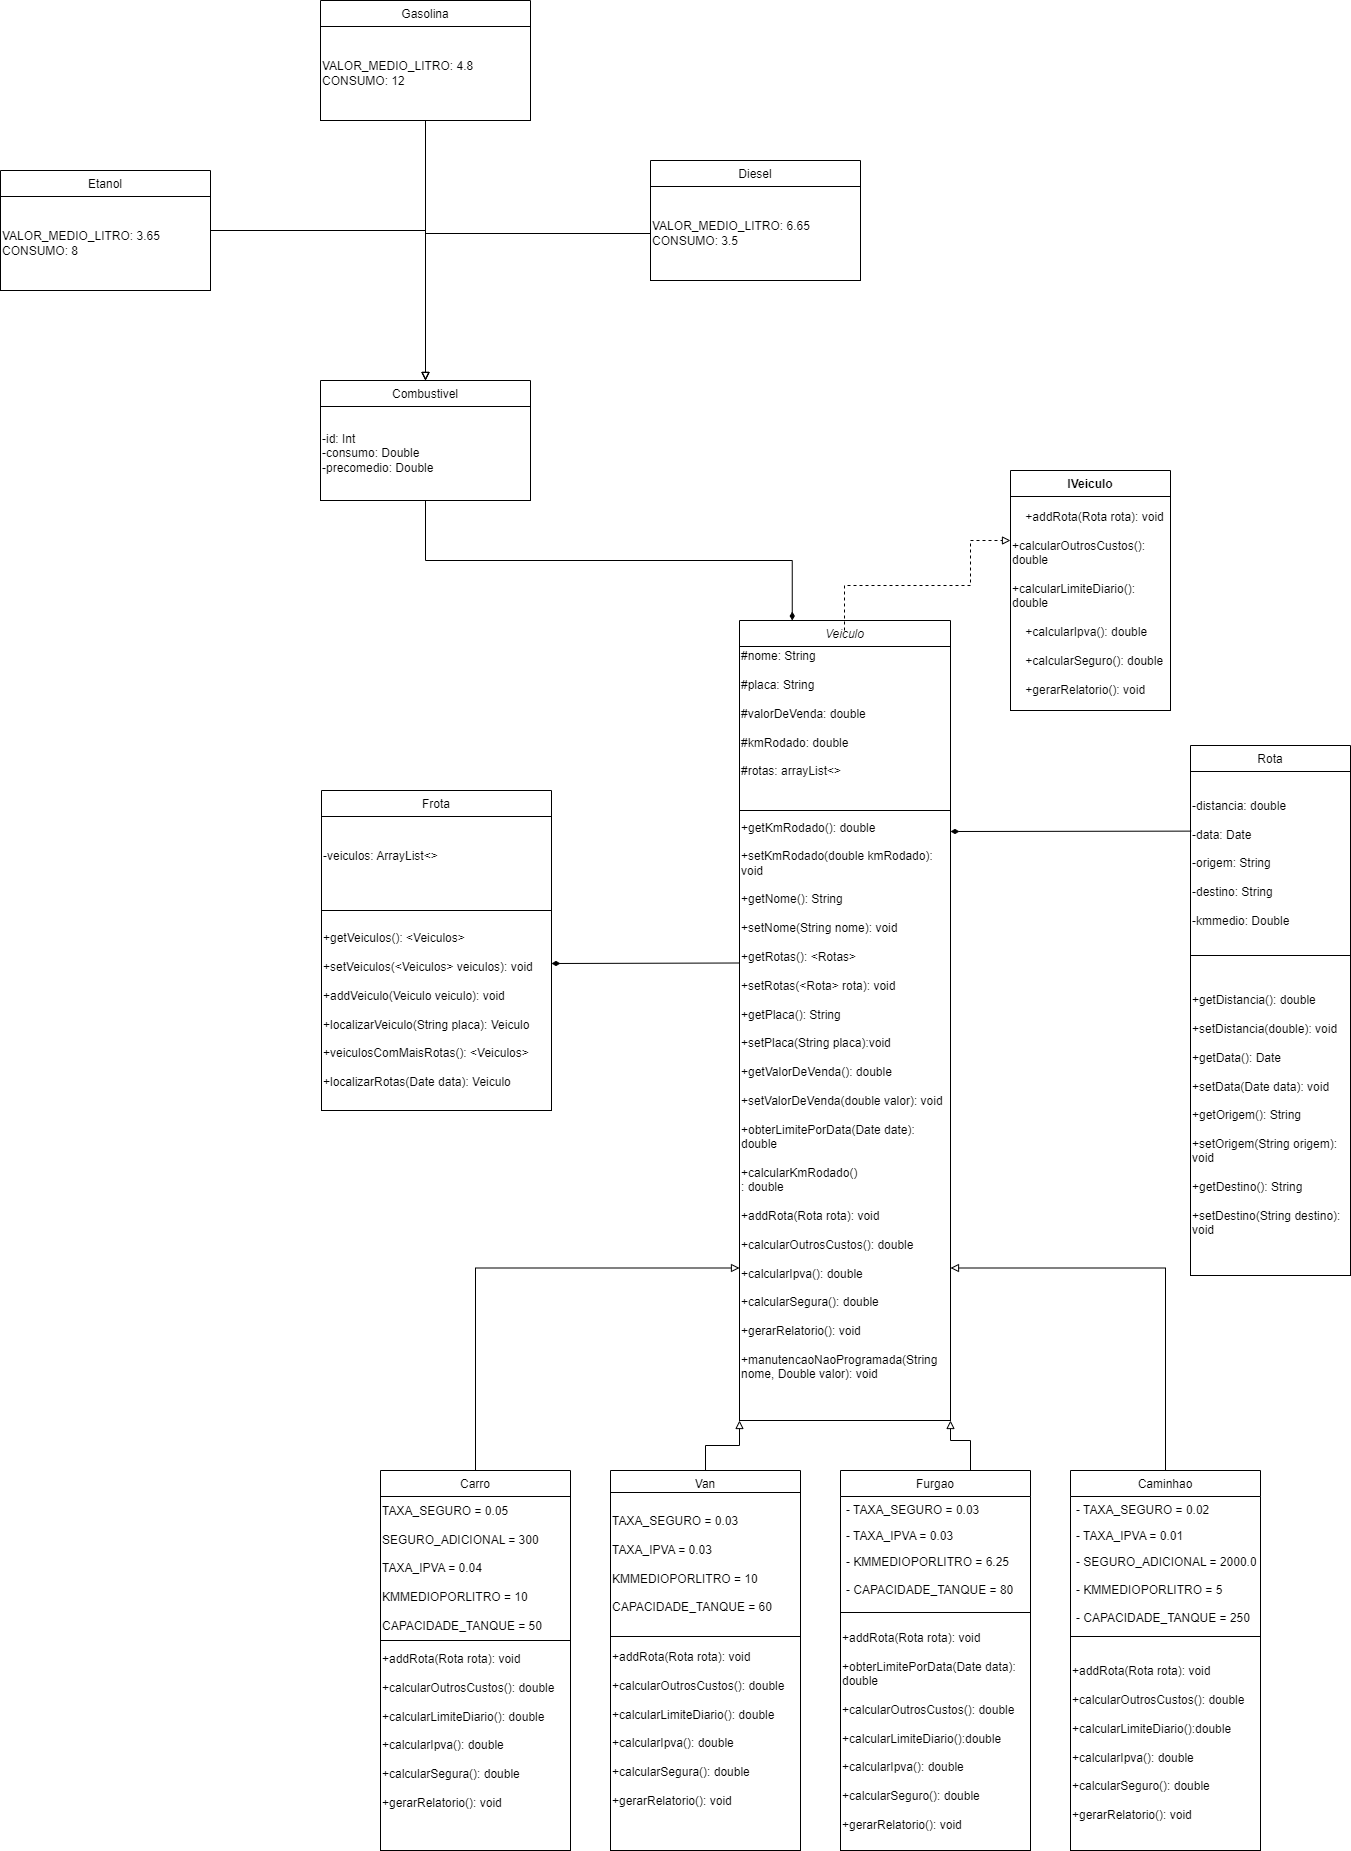 Gasolina
VALOR_MEDIO_LITRO: 4.8
CONSUMO: 12
Etanol
VALOR_MEDIO_LITRO: 3.65
CONSUMO: 8
Diesel
VALOR_MEDIO_LITRO: 6.65
CONSUMO: 3.5
Combustivel
-id: Int
-consumo: Double
-precomedio: Double
IVeiculo
+addRota(Rota rota): void
+calcularOutrosCustos():
double
+calcularLimiteDiario():
double
+calcularIpva(): double
+calcularSeguro(): double
+gerarRelatorio(): void
Veiculo
#nome: String
#placa: String
#valorDeVenda: double
#kmRodado: double
#rotas: arrayList<>
+getKmRodado(): double
+setKmRodado(double kmRodado):
void
+getNome(): String
+setNome(String nome): void
+getRotas(): <Rotas>
+setRotas(<Rota> rota): void
+getPlaca(): String
+setPlaca(String placa):void
+getValorDeVenda(): double
+setValorDeVenda(double valor): void
+obterLimitePorData(Date date):
double
+calcularKmRodado()
: double
+addRota(Rota rota): void
+calcularOutrosCustos(): double
+calcularIpva(): double
+calcularSegura(): double
+gerarRelatorio(): void
+manutencaoNaoProgramada(String
nome, Double valor): void
Rota
-distancia: double
-data: Date
-origem: String
-destino: String
-kmmedio: Double
+getDistancia(): double
+setDistancia(double): void
+getData(): Date
+setData(Date data): void
+getOrigem(): String
+setOrigem(String origem):
void
+getDestino(): String
+setDestino(String destino):
void
Frota
-veiculos: ArrayList<>
+getVeiculos(): <Veiculos>
+setVeiculos(<Veiculos> veiculos): void
+addVeiculo(Veiculo veiculo): void
+localizarVeiculo(String placa): Veiculo
+veiculosComMaisRotas(): <Veiculos>
+localizarRotas(Date data): Veiculo
Carro
TAXA_SEGURO = 0.05
SEGURO_ADICIONAL = 300
TAXA_IPVA = 0.04
KMMEDIOPORLITRO = 10
CAPACIDADE_TANQUE = 50
+addRota(Rota rota): void
+calcularOutrosCustos(): double
+calcularLimiteDiario(): double
+calcularIpva(): double
+calcularSegura(): double
+gerarRelatorio(): void
Van
TAXA_SEGURO = 0.03
TAXA_IPVA = 0.03
KMMEDIOPORLITRO = 10
CAPACIDADE_TANQUE = 60
+addRota(Rota rota): void
+calcularOutrosCustos(): double
+calcularLimiteDiario(): double
+calcularIpva(): double
+calcularSegura(): double
+gerarRelatorio(): void
Furgao
- TAXA_SEGURO = 0.03
- TAXA_IPVA = 0.03
- KMMEDIOPORLITRO = 6.25
- CAPACIDADE_TANQUE = 80
+addRota(Rota rota): void
+obterLimitePorData(Date data):
double
+calcularOutrosCustos(): double
+calcularLimiteDiario():double
+calcularIpva(): double
+calcularSeguro(): double
+gerarRelatorio(): void
Caminhao
- TAXA_SEGURO = 0.02
- TAXA_IPVA = 0.01
- SEGURO_ADICIONAL = 2000.0
- KMMEDIOPORLITRO = 5
- CAPACIDADE_TANQUE = 250
+addRota(Rota rota): void
+calcularOutrosCustos(): double
+calcularLimiteDiario():double
+calcularIpva(): double
+calcularSeguro(): double
+gerarRelatorio(): void